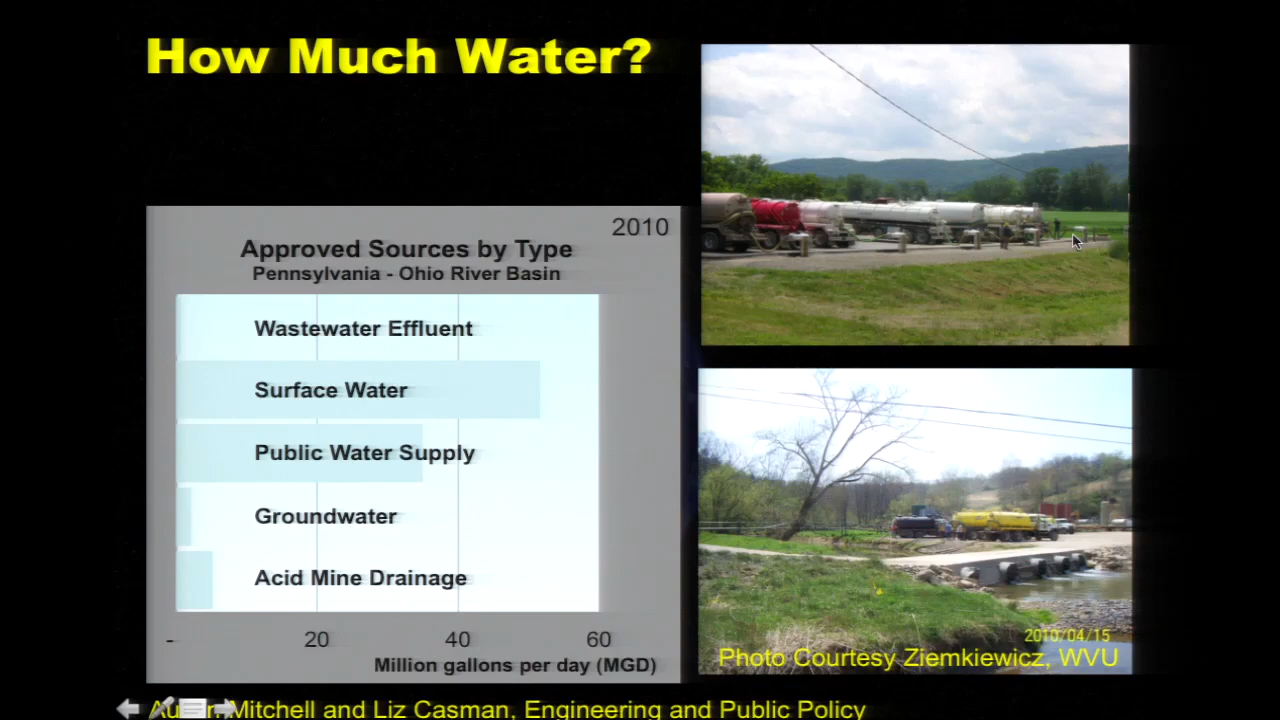 How Much Water?
2010
Approved Sources by Type
Pennsylvania - Ohio River Basin
Wastewater Effluent
Surface Water
Public Water Supply
Groundwater
Acid Mine Drainage
- 20 40 60
Million gallons per day (MGD)
2010/04/15
Photo Courtesy Ziemkiewicz, WVU
Mitchell and Liz Casman, Engineering and Public Policy